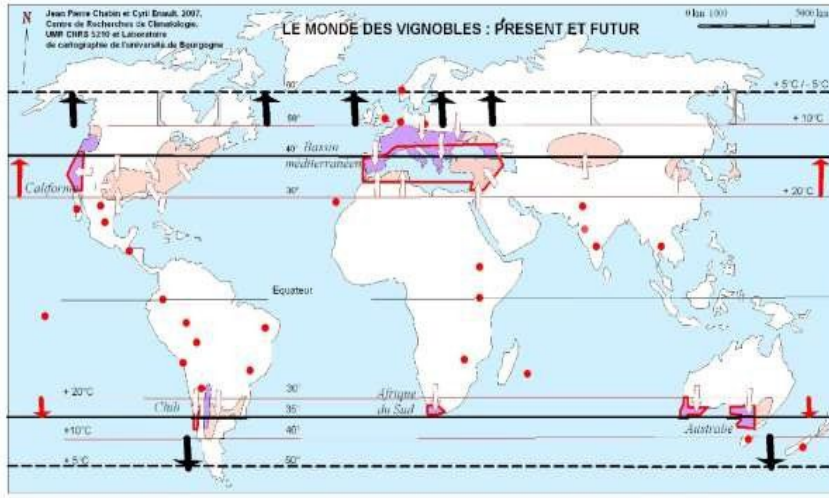 N
Jean Pierre Chabin et Cyril Enault, 2007,
Centre de Recherches de Climatologie,
UMR CNRS 5210 et Laboratoire
de cartographie de l'université de Bourgogne
LE MONDE DES VIGNOBLES : PRESENT ET FUTUR
0 km 1000
5000 km
60°
+ 5°C / - 5°C
50°
+ 10°C
Bassin
méditerranéen
40°
Californie
30°
+ 20°C
Equateur
+ 20°C
30°
Afrique
du Sud
Chili
35°
Australie
+10°C
40°
+ 5°C
50°